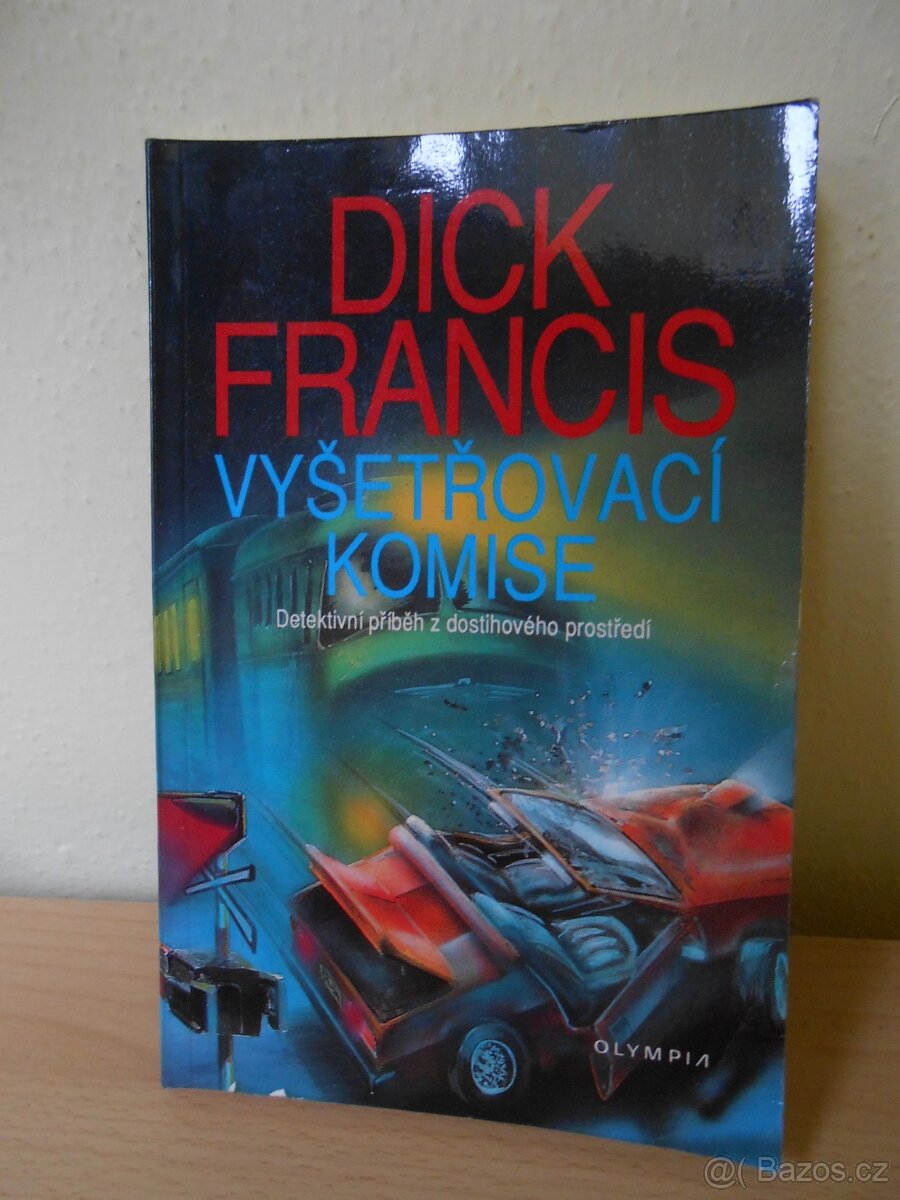 DICK
FRANCIS
VYŠETŘOVACÍ
KOMISE
Detektivní příběh z dostihového prostředí
OLYMPIA
@( Bazos.cz